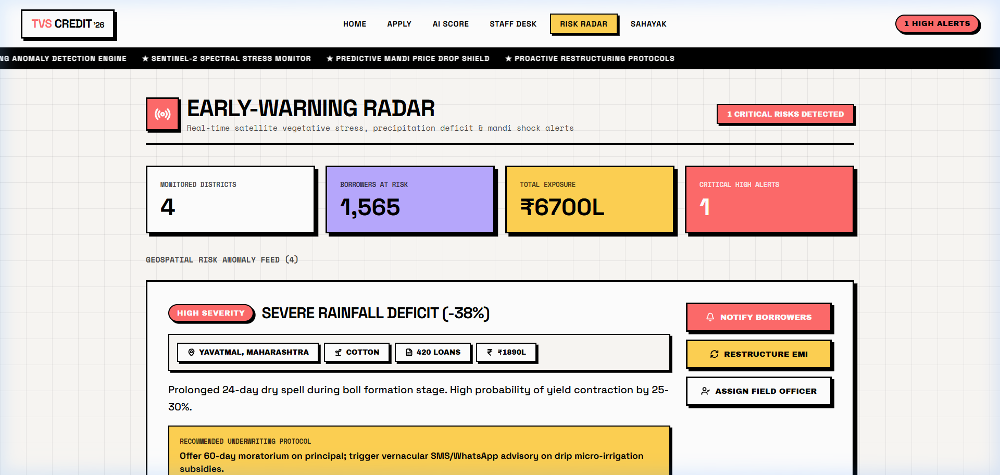 TVS CREDIT '26
HOME
APPLY
AI SCORE
STAFF DESK
RISK RADAR
SAHAYAK
1 HIGH ALERTS
NG ANOMALY DETECTION ENGINE ★ SENTINEL-2 SPECTRAL STRESS MONITOR ★ PREDICTIVE MANDI PRICE DROP SHIELD ★ PROACTIVE RESTRUCTURING PROTOCOLS
EARLY-WARNING RADAR
Real-time satellite vegetative stress, precipitation deficit & mandi shock alerts
1 CRITICAL RISKS DETECTED
MONITORED DISTRICTS
4
BORROWERS AT RISK
1,565
TOTAL EXPOSURE
₹6700L
CRITICAL HIGH ALERTS
1
GEOSPATIAL RISK ANOMALY FEED (4)
HIGH SEVERITY
SEVERE RAINFALL DEFICIT (-38%)
YAVATMAL, MAHARASHTRA
COTTON
420 LOANS
₹ ₹1890L
Prolonged 24-day dry spell during boll formation stage. High probability of yield contraction by 25-
30%.
RECOMMENDED UNDERWRITING PROTOCOL
Offer 60-day moratorium on principal; trigger vernacular SMS/WhatsApp advisory on drip micro-irrigation
subsidies.
NOTIFY BORROWERS
RESTRUCTURE EMI
ASSIGN FIELD OFFICER